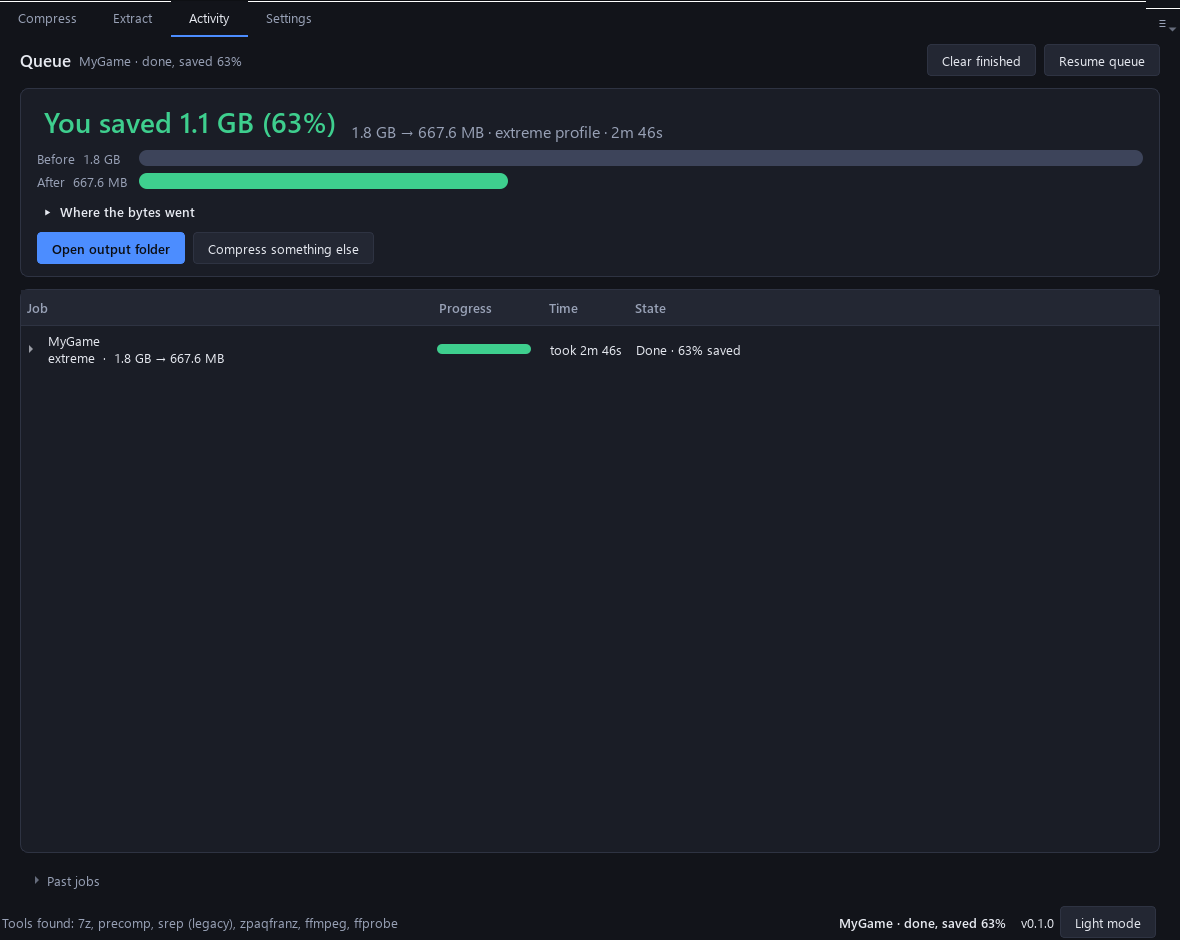 Compress Extract Activity Settings
Queue MyGame · done, saved 63% Clear finished Resume queue
You saved 1.1 GB (63%) 1.8 GB → 667.6 MB · extreme profile · 2m 46s
Before 1.8 GB
After 667.6 MB
Where the bytes went
Open output folder Compress something else
Job Progress Time State
MyGame
extreme · 1.8 GB → 667.6 MB took 2m 46s Done · 63% saved
Past jobs
Tools found: 7z, precomp, srep (legacy), zpaqfranz, ffmpeg, ffprobe MyGame · done, saved 63% v0.1.0 Light mode